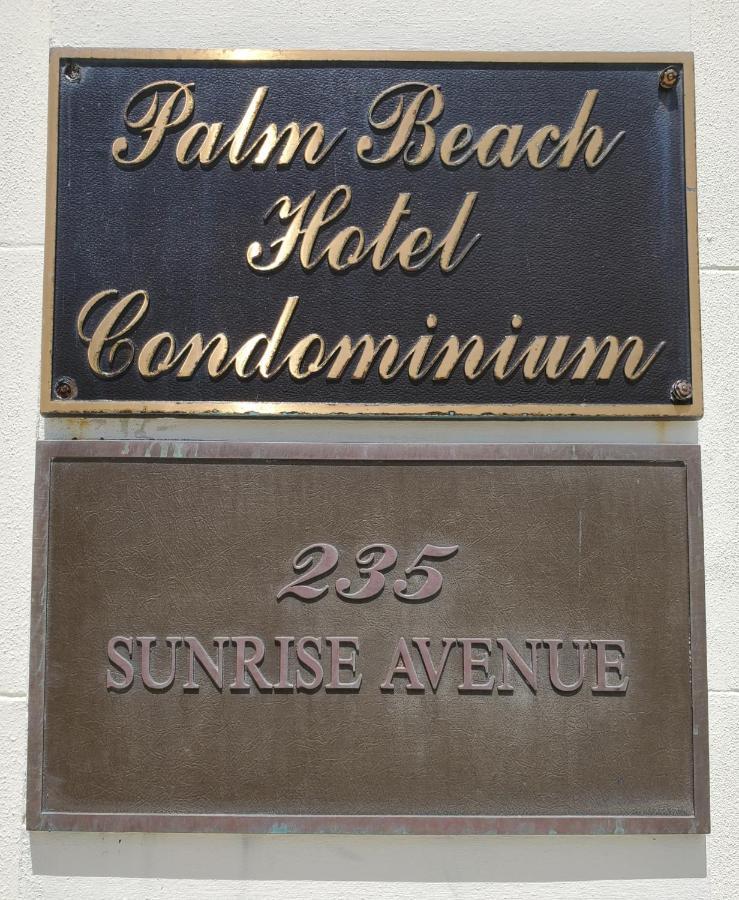 Palm Beach
Hotel
Condominium
235
SUNRISE AVENUE